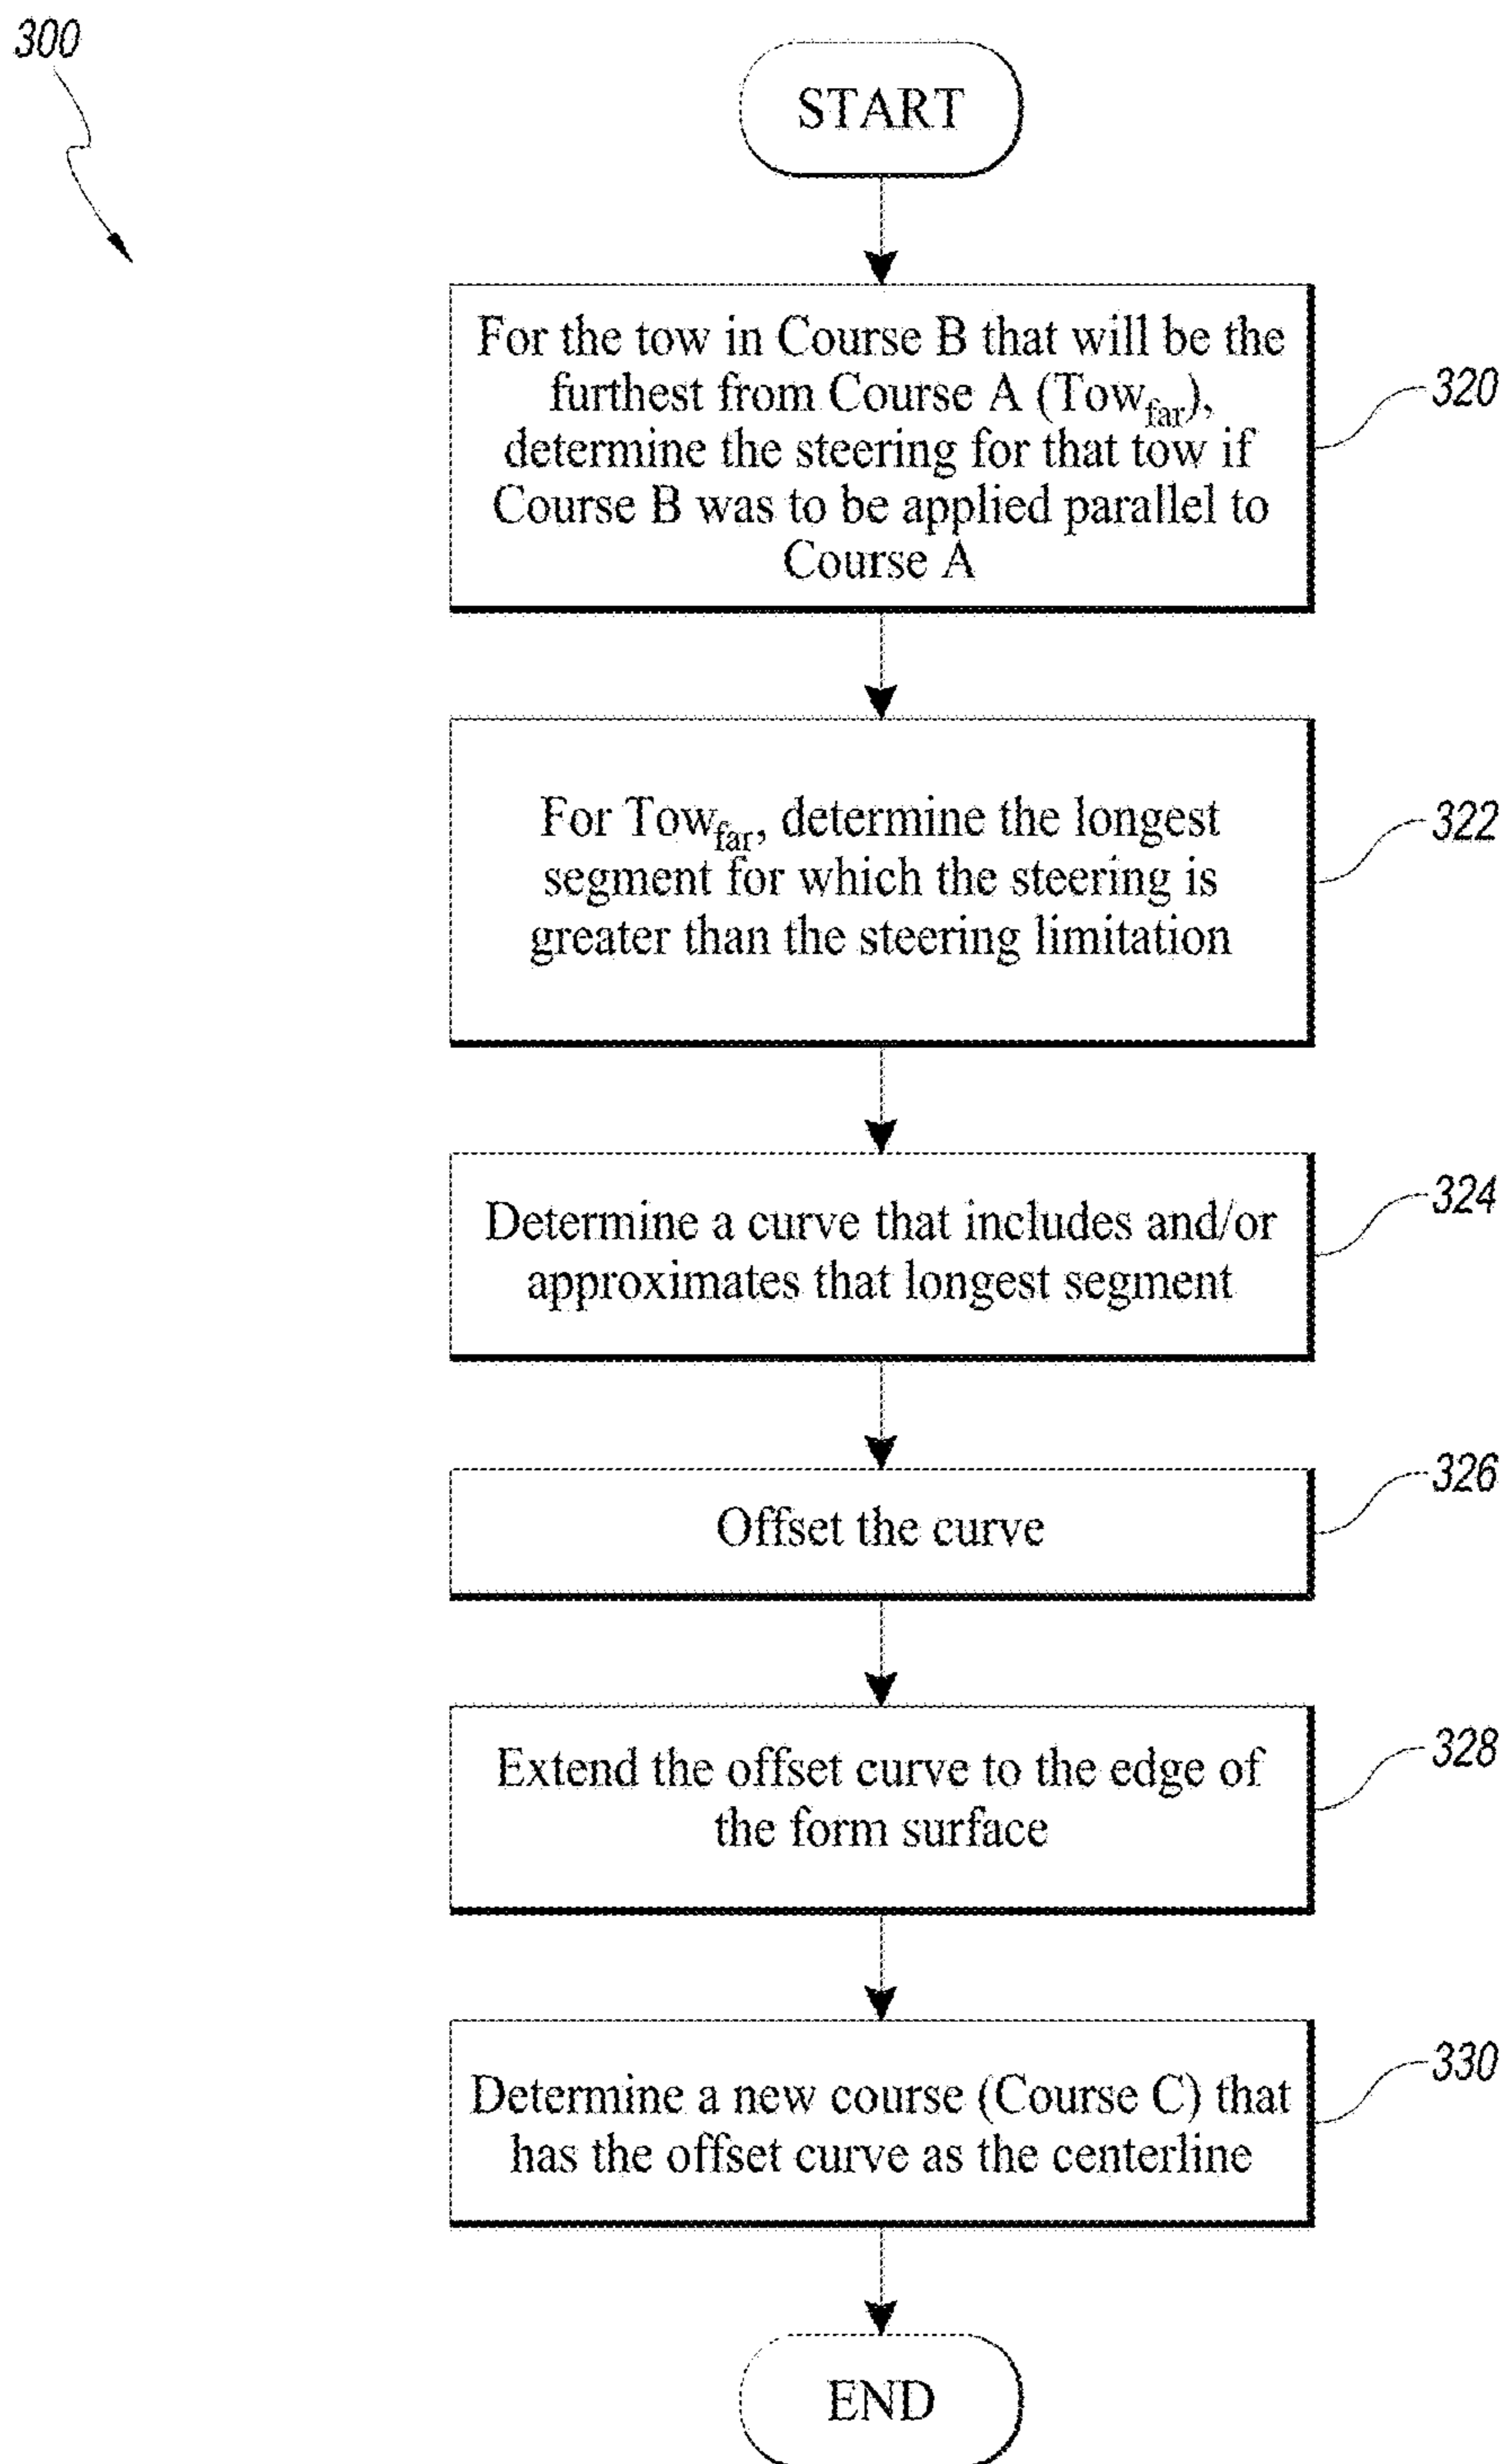 300
START
For the tow in Course B that will be the
furthest from Course A (Tow_far),
determine the steering for that tow if
Course B was to be applied parallel to
Course A
320
For Tow_far, determine the longest
segment for which the steering is
greater than the steering limitation
322
Determine a curve that includes and/or
approximates that longest segment
324
Offset the curve
326
Extend the offset curve to the edge of
the form surface
328
Determine a new course (Course C) that
has the offset curve as the centerline
330
END